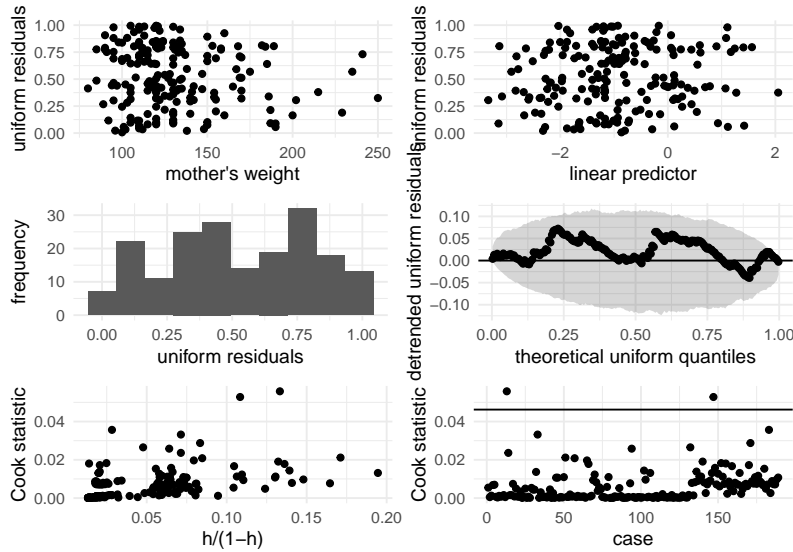 uniform residuals
1.00
0.75
0.50
0.25
0.00
100 150 200 250
mother's weight
uniform residuals
1.00
0.75
0.50
0.25
0.00
−2 0 2
linear predictor
frequency
30
20
10
0
0.00 0.25 0.50 0.75 1.00
uniform residuals
detrended uniform residuals
0.10
0.05
0.00
−0.05
−0.10
0.00 0.25 0.50 0.75 1.00
theoretical uniform quantiles
Cook statistic
0.04
0.02
0.00
0.05 0.10 0.15 0.20
h/(1−h)
Cook statistic
0.04
0.02
0.00
0 50 100 150
case